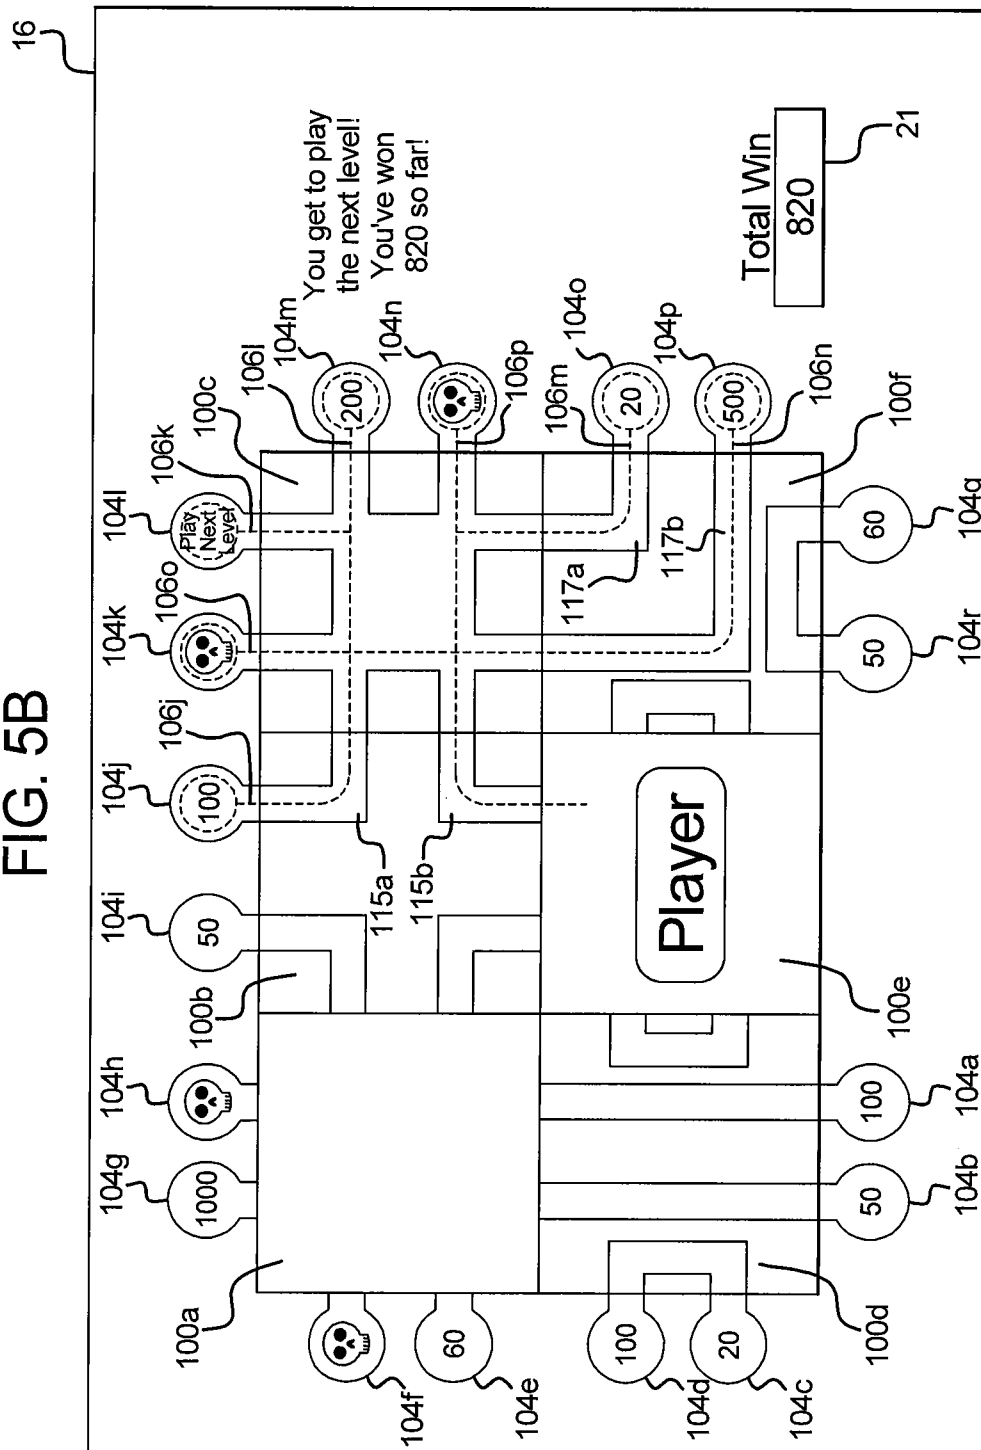 FIG. 5B
16
104g
104h
104i
104j
104k
104l
106j
106o
106k
100a
1000
50
100
Play
Next
Level
100c
106l
104m
100b
You get to play
the next level!
You've won
820 so far!
200
115a
104n
104f
115b
60
106p
104e
106m
117a
104o
100
20
117b
104p
104d
Player
20
500
Total Win
820
104c
106n
100d
100e
100f
50
100
50
60
21
104b
104a
104r
104q